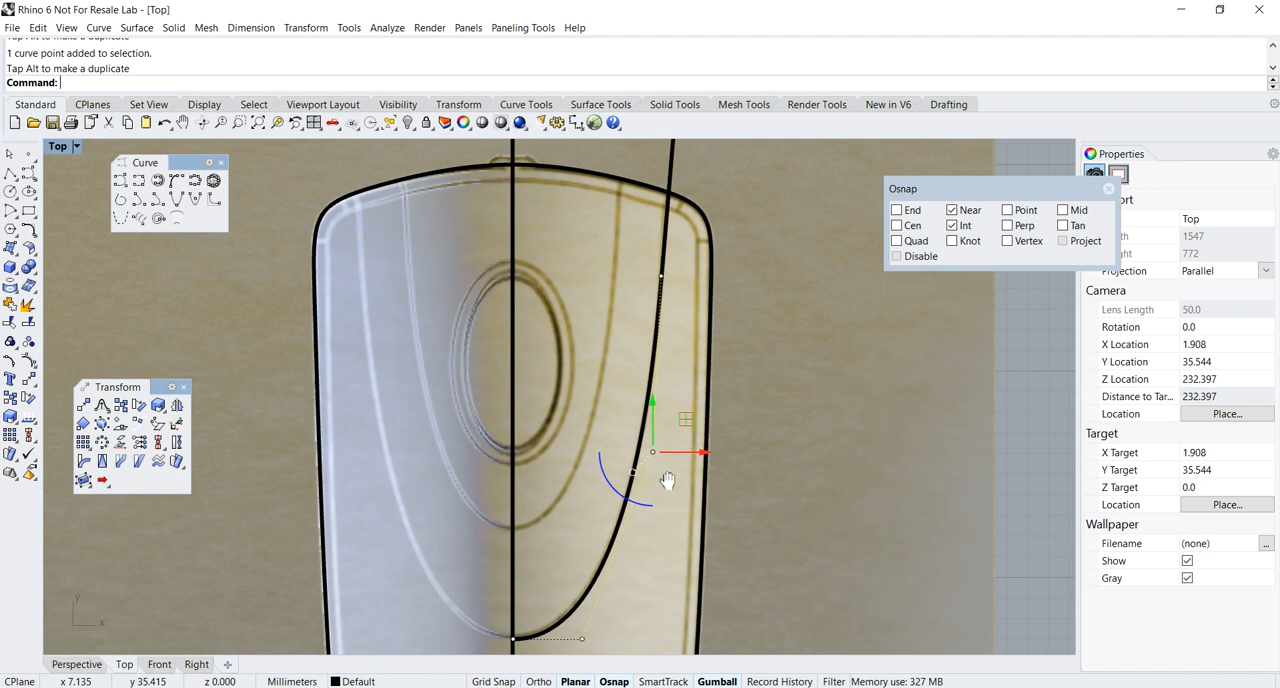 Rhino 6 Not For Resale Lab - [Top]
File Edit View Curve Surface Solid Mesh Dimension Transform Tools Analyze Render Panels Paneling Tools Help
1 curve point added to selection.
Tap Alt to make a duplicate
Command:
Standard CPlanes Set View Display Select Viewport Layout Visibility Transform Curve Tools Surface Tools Solid Tools Mesh Tools Render Tools New in V6 Drafting
Top
Curve
Transform
Osnap
End Near Point Mid
Cen Int Perp Tan
Quad Knot Vertex Project
Disable
Properties
ort
Top
th 1547
ht 772
Projection Parallel
Camera
Lens Length 50.0
Rotation 0.0
X Location 1.908
Y Location 35.544
Z Location 232.397
Distance to Tar... 232.397
Location Place...
Target
X Target 1.908
Y Target 35.544
Z Target 0.0
Location Place...
Wallpaper
Filename (none) ...
Show
Gray
y
x
Perspective Top Front Right
CPlane x 7.135 y 35.415 z 0.000 Millimeters Default Grid Snap Ortho Planar Osnap SmartTrack Gumball Record History Filter Memory use: 327 MB